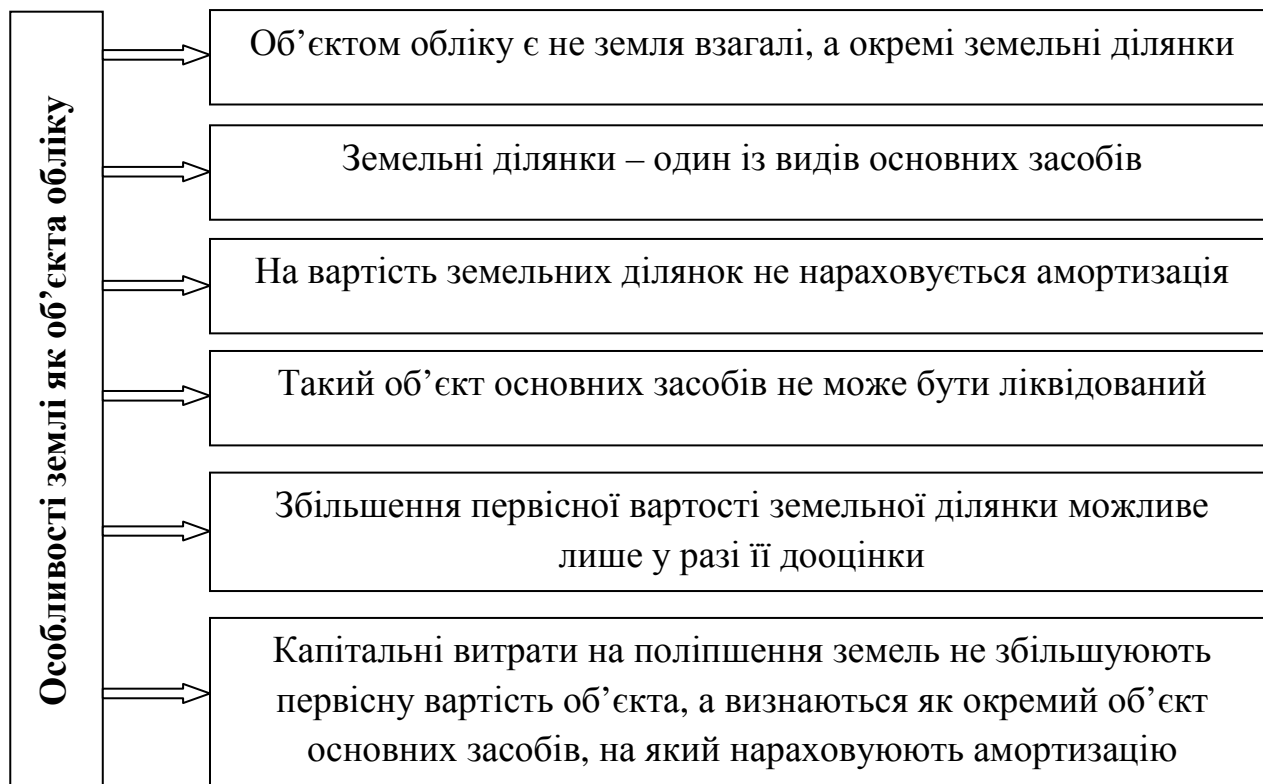 Особливості землі як об’єкта обліку
Об’єктом обліку є не земля взагалі, а окремі земельні ділянки
Земельні ділянки – один із видів основних засобів
На вартість земельних ділянок не нараховується амортизація
Такий об’єкт основних засобів не може бути ліквідований
Збільшення первісної вартості земельної ділянки можливе
лише у разі її дооцінки
Капітальні витрати на поліпшення земель не збільшуюють
первісну вартість об’єкта, а визнаються як окремий об’єкт
основних засобів, на який нараховуюють амортизацію